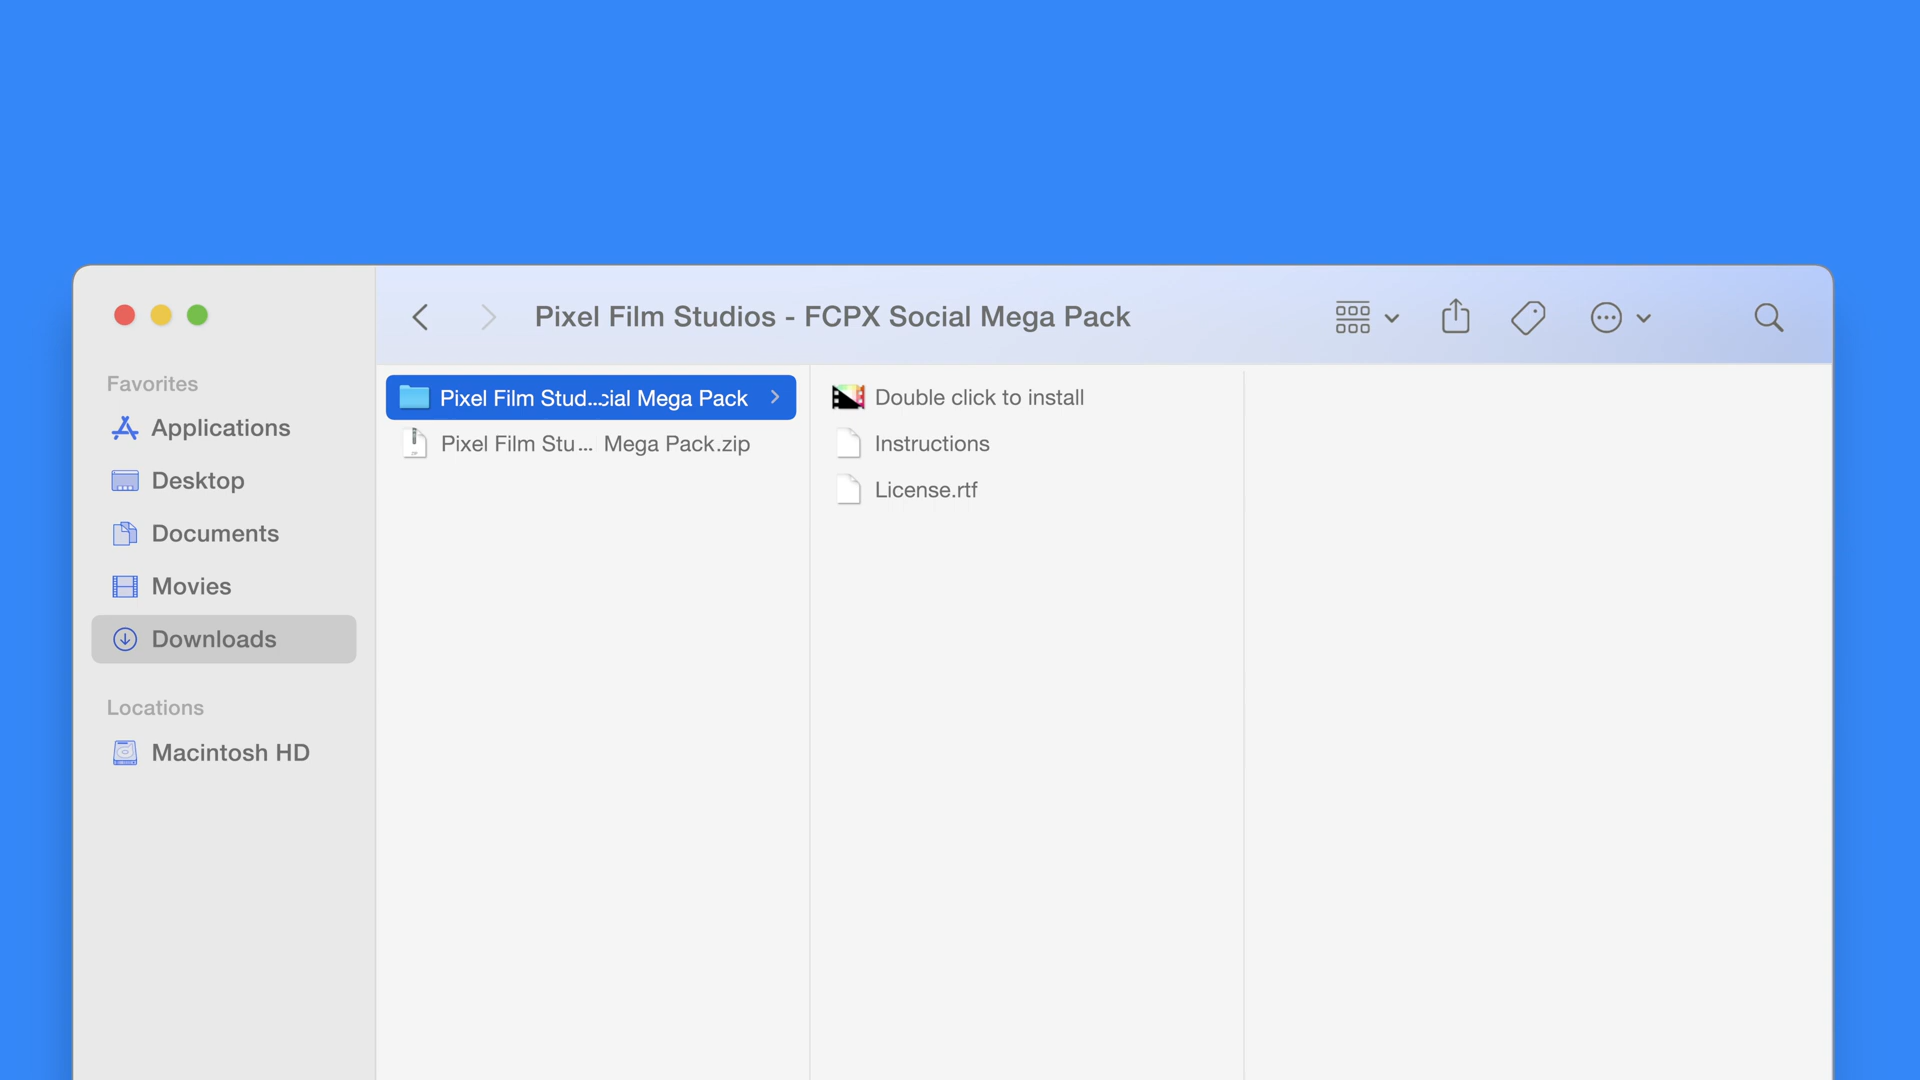 Pixel Film Studios - FCPX Social Mega Pack
Favorites
Applications
Desktop
Documents
Movies
Downloads
Locations
Macintosh HD
Pixel Film Stud...cial Mega Pack
Pixel Film Stu... Mega Pack.zip
Double click to install
Instructions
License.rtf